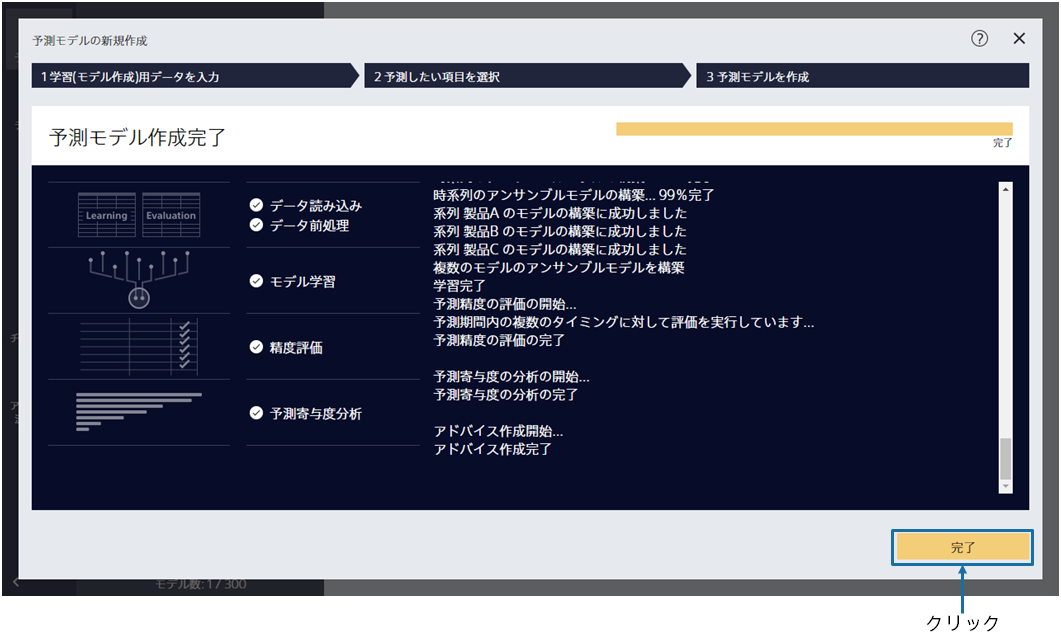 予測モデルの新規作成
?
1 学習(モデル作成)用データを入力
2 予測したい項目を選択
3 予測モデルを作成
予測モデル作成完了
完了
Learning
Evaluation
データ読み込み
データ前処理
モデル学習
精度評価
予測寄与度分析
時系列のアンサンブルモデルの構築... 99%完了
系列 製品A のモデルの構築に成功しました
系列 製品B のモデルの構築に成功しました
系列 製品C のモデルの構築に成功しました
複数のモデルのアンサンブルモデルを構築
学習完了
予測精度の評価の開始...
予測期間内の複数のタイミングに対して評価を実行しています...
予測精度の評価の完了
予測寄与度の分析の開始...
予測寄与度の分析の完了
アドバイス作成開始...
アドバイス作成完了
完了
モデル数: 1 / 300
クリック